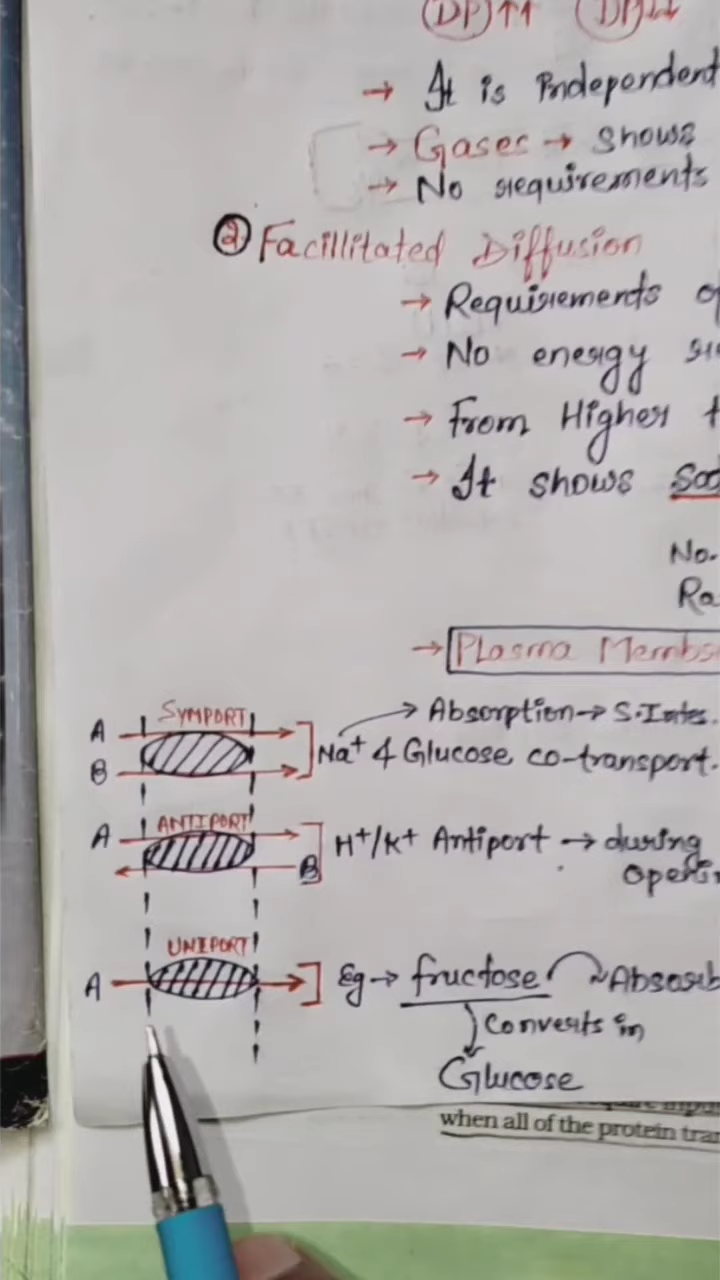 (DP)↑↑
→ It is independent
→ Gases → shows
→ No requirements
② Facillitated Diffusion
→ Requirements
→ No energy
→ From Higher
→ It shows
No.
→ Plasma
SYMPORT
A
B
→ Absorption → S.Intes.
Na⁺ & Glucose co-transport.
ANTIPORT
A
B
H⁺/K⁺ Antiport → during
UNIPORT
A
Eg → fructose
Converts in
Glucose
when all of the protein